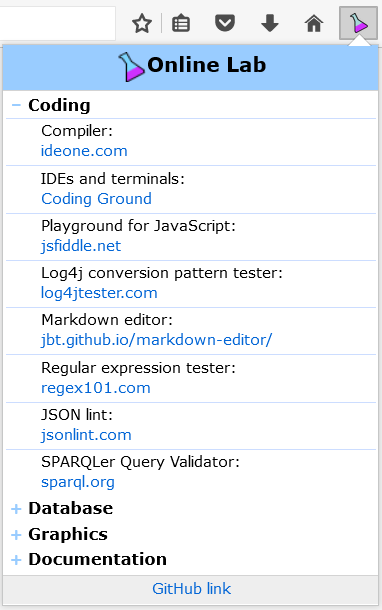 Online Lab
Coding
Compiler:
ideone.com
IDEs and terminals:
Coding Ground
Playground for JavaScript:
jsfiddle.net
Log4j conversion pattern tester:
log4jtester.com
Markdown editor:
jbt.github.io/markdown-editor/
Regular expression tester:
regex101.com
JSON lint:
jsonlint.com
SPARQLer Query Validator:
sparql.org
Database
Graphics
Documentation
GitHub link